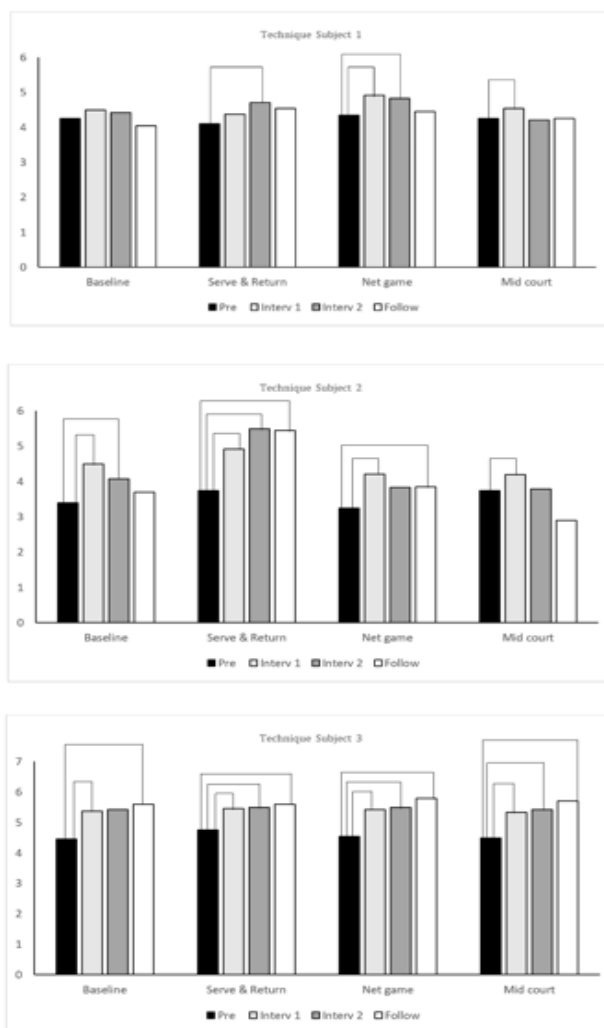 Technique Subject 1
6
5
4
3
2
1
0
Baseline Serve & Return Net game Mid court
Pre Interv 1 Interv 2 Follow
Technique Subject 2
6
5
4
3
2
1
0
Baseline Serve & Return Net game Mid court
Pre Interv 1 Interv 2 Follow
Technique Subject 3
7
6
5
4
3
2
1
0
Baseline Serve & Return Net game Mid court
Pre Interv 1 Interv 2 Follow